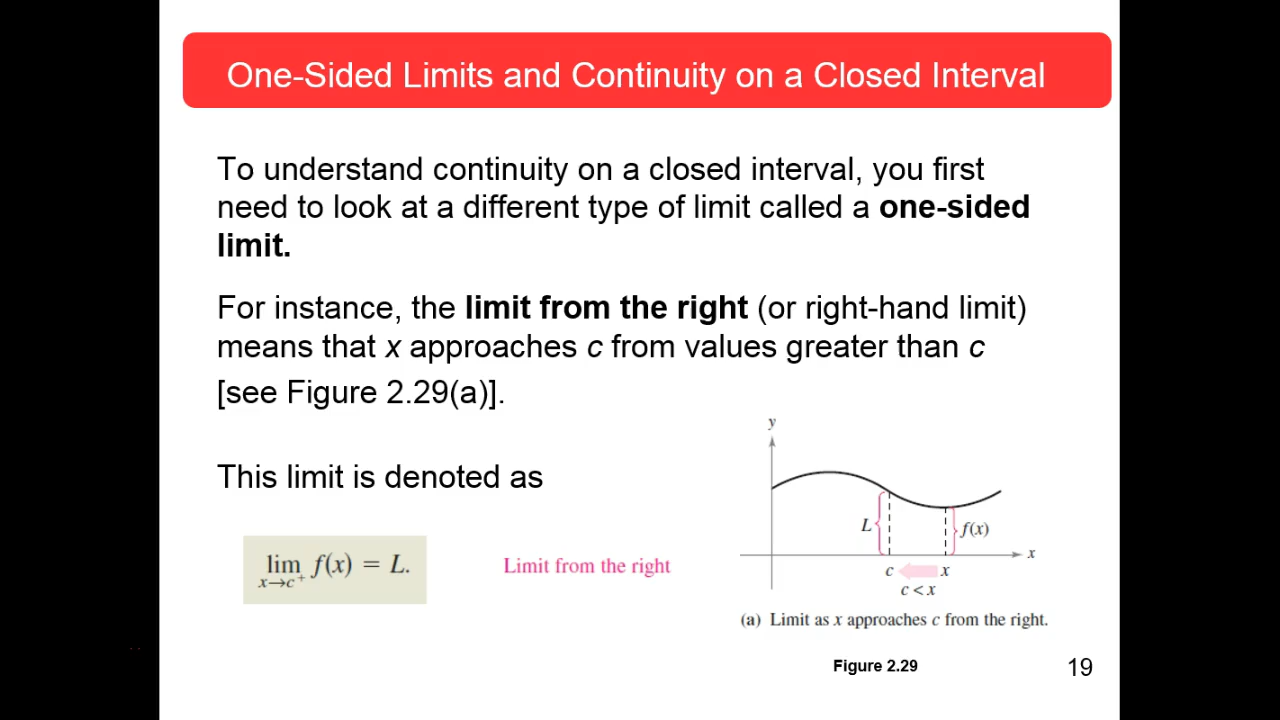 One-Sided Limits and Continuity on a Closed Interval
To understand continuity on a closed interval, you first
need to look at a different type of limit called a one-sided
limit.
For instance, the limit from the right (or right-hand limit)
means that x approaches c from values greater than c
[see Figure 2.29(a)].
This limit is denoted as
lim f(x) = L.
x→c⁺
Limit from the right
y
L
f(x)
x
c
x
c < x
(a) Limit as x approaches c from the right.
Figure 2.29
19